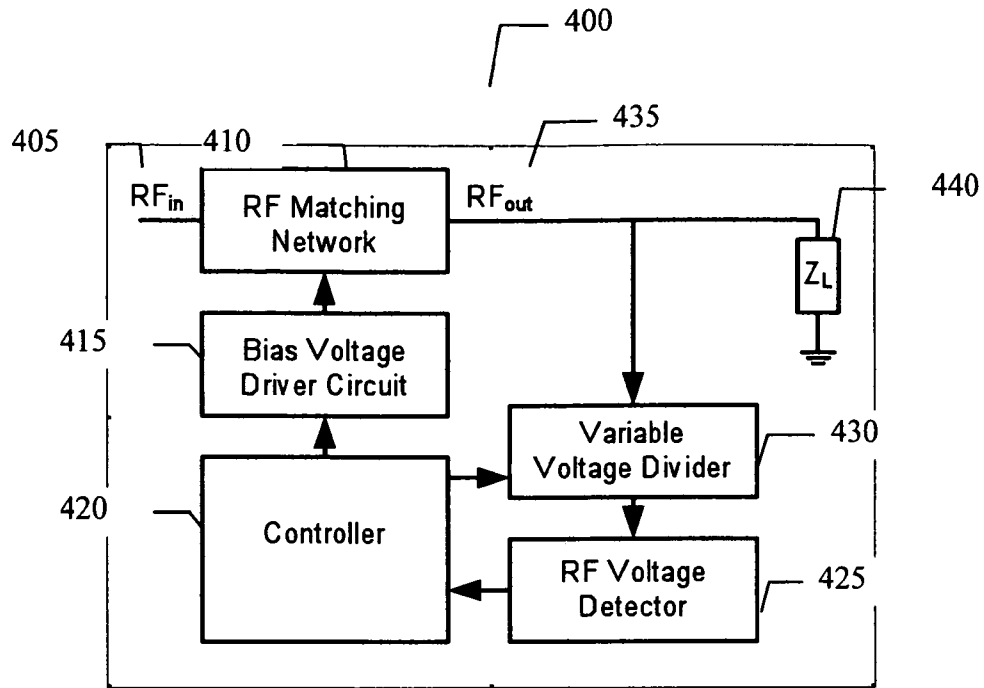 400
405
410
435
440
RFin
RF Matching
Network
RFout
ZL
415
Bias Voltage
Driver Circuit
Variable
Voltage Divider
430
420
Controller
RF Voltage
Detector
425